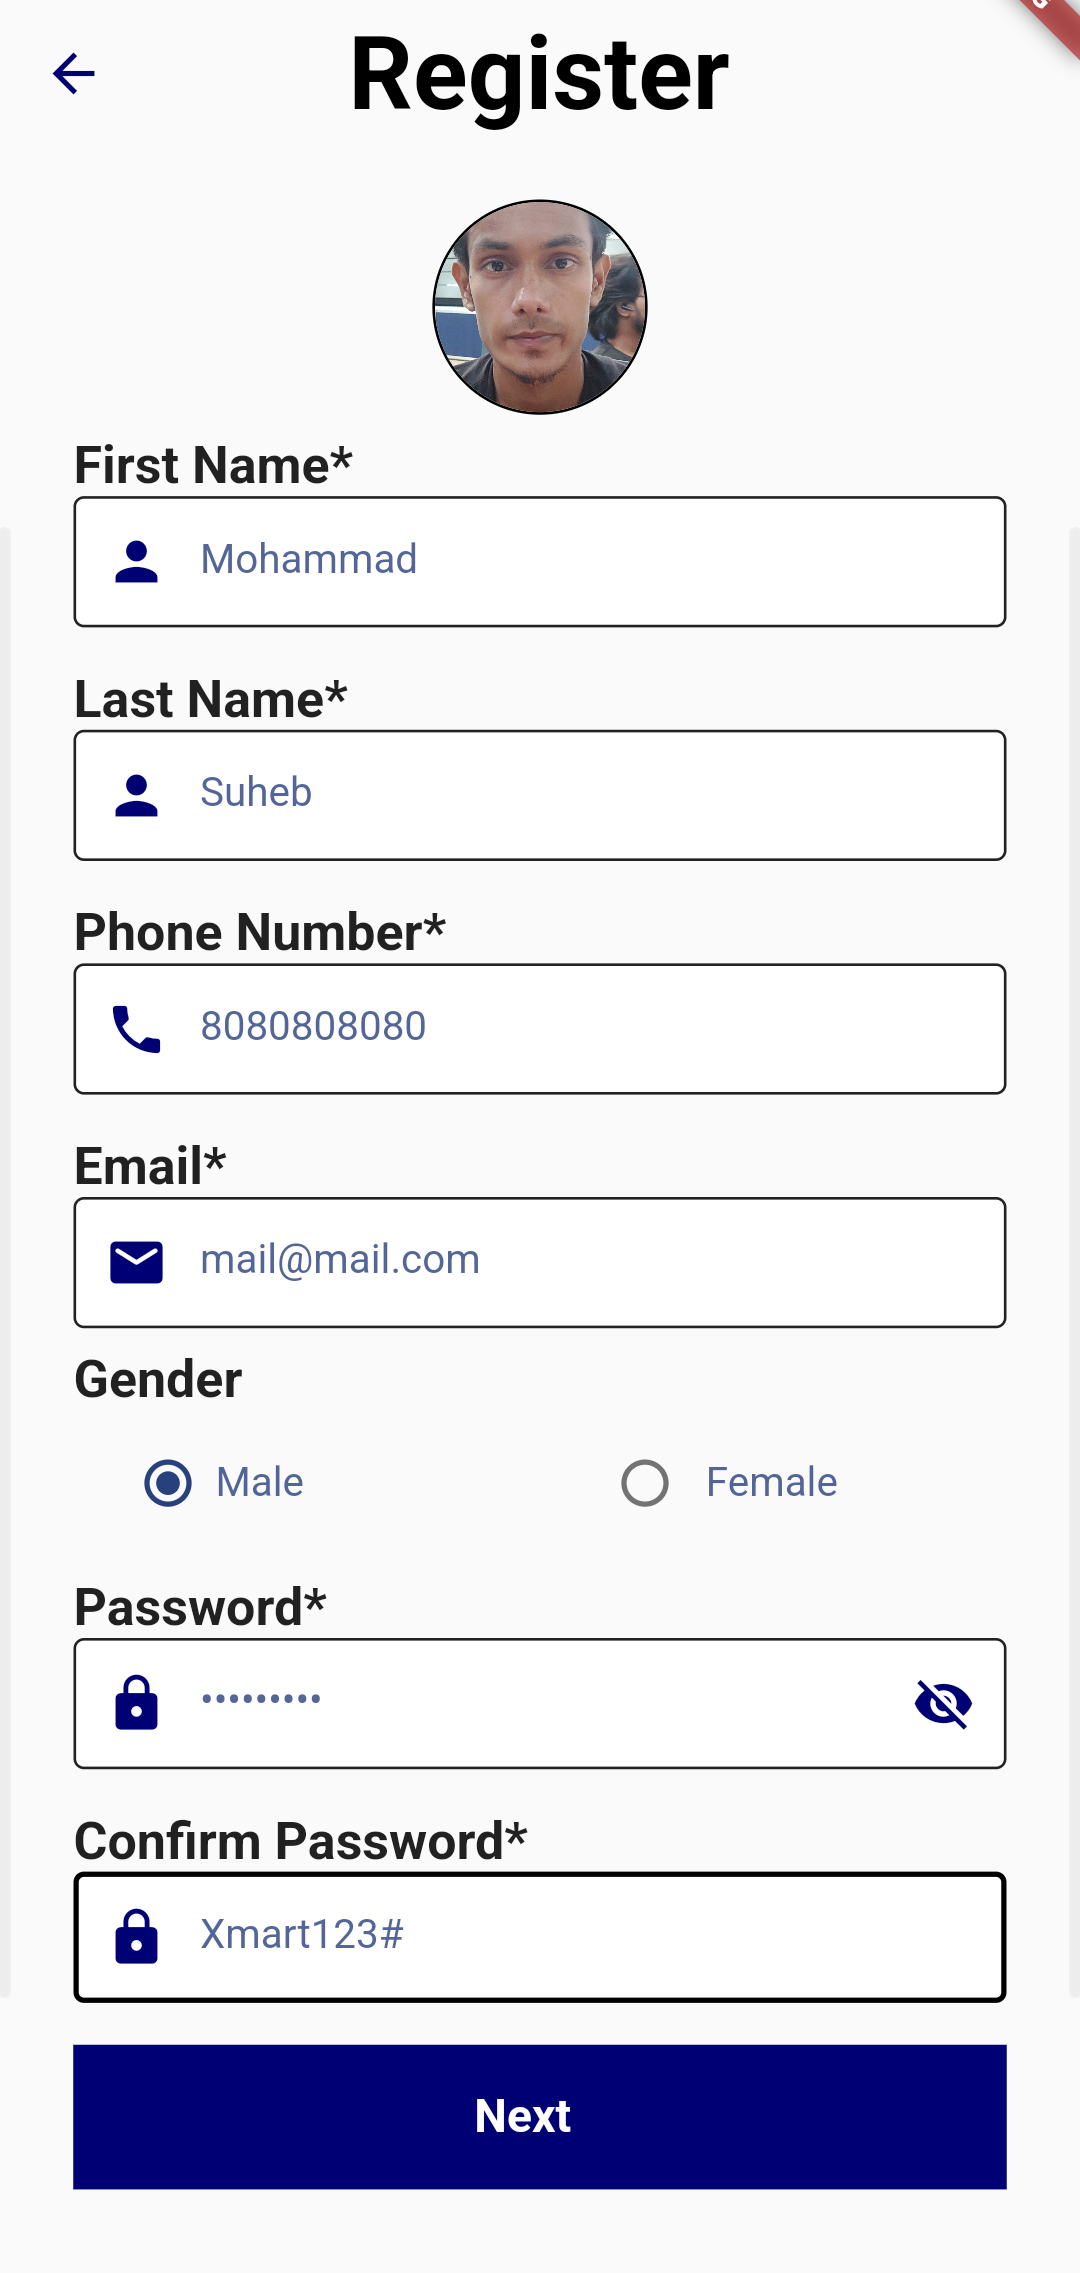 Register
First Name*
Mohammad
Last Name*
Suheb
Phone Number*
8080808080
Email*
mail@mail.com
Gender
Male Female
Password*
•••••••••
Confirm Password*
Xmart123#
Next